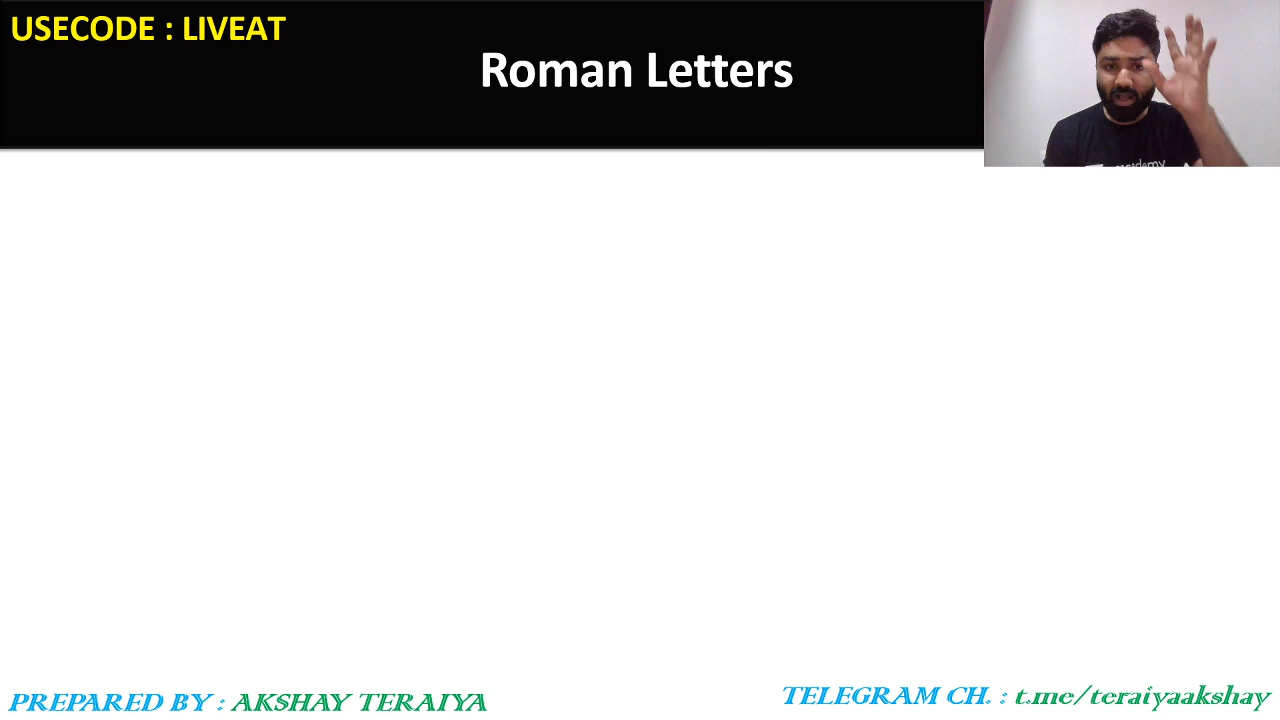 USECODE : LIVEAT
Roman Letters
PREPARED BY : AKSHAY TERAIYA
TELEGRAM CH. : t.me/teraiyaakshay